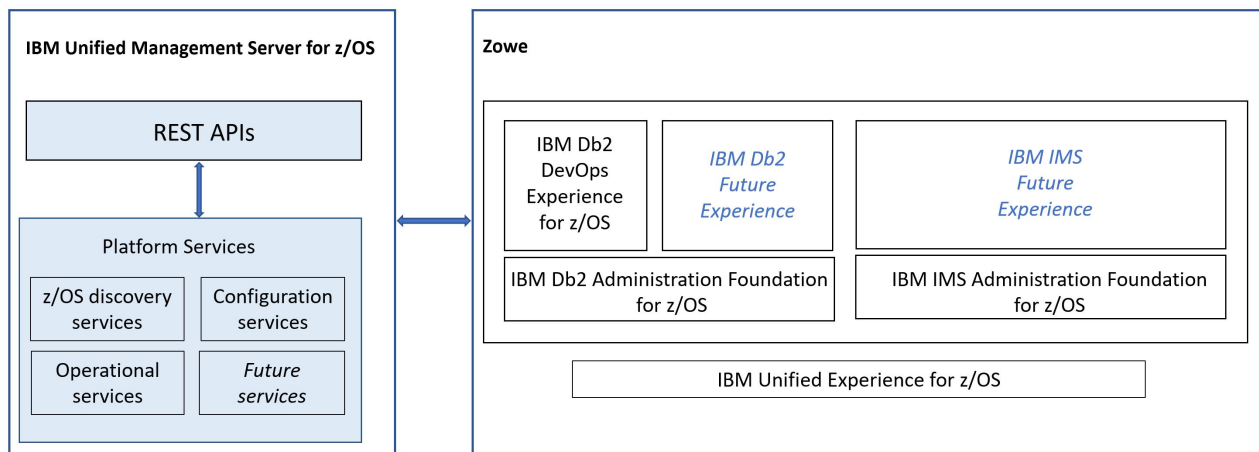 IBM Unified Management Server for z/OS
REST APIs
Platform Services
z/OS discovery
services
Configuration
services
Operational
services
Future
services
Zowe
IBM Db2
DevOps
Experience
for z/OS
IBM Db2
Future
Experience
IBM IMS
Future
Experience
IBM Db2 Administration Foundation
for z/OS
IBM IMS Administration Foundation
for z/OS
IBM Unified Experience for z/OS